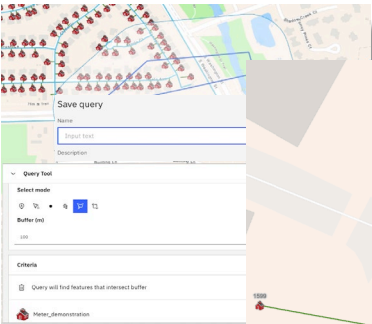 Save query
Name
Input text
Description
Query Tool
Select mode
Buffer (m)
100
Criteria
Query will find features that intersect buffer
Meter_demonstration
1599